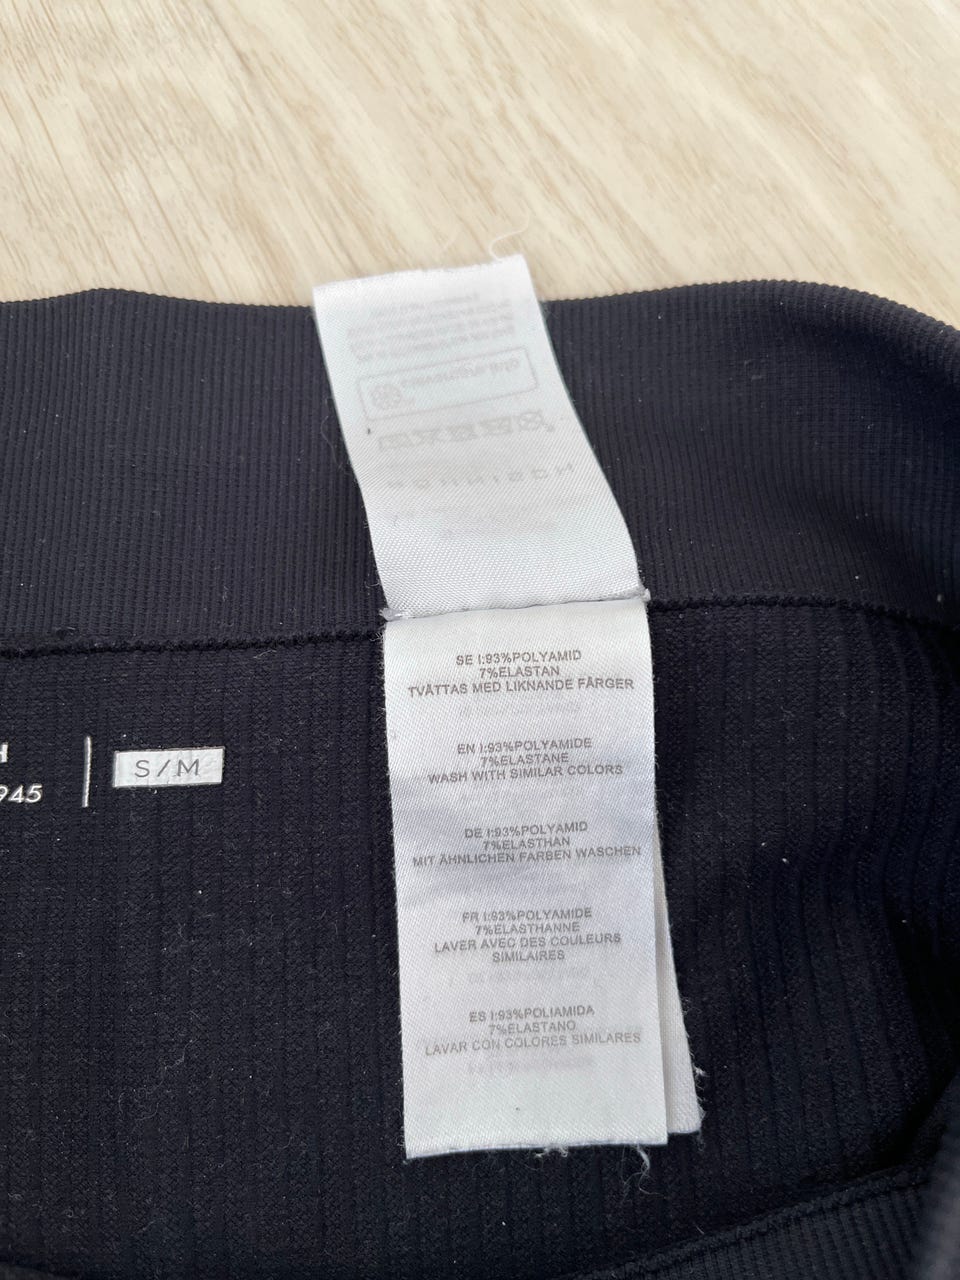 SE I:93%POLYAMID
7%ELASTAN
TVÄTTAS MED LIKNANDE FÄRGER
EN I:93%POLYAMIDE
7%ELASTANE
WASH WITH SIMILAR COLORS
DE I:93%POLYAMID
7%ELASTHAN
MIT ÄHNLICHEN FARBEN WASCHEN
FR I:93%POLYAMIDE
7%ELASTHANNE
LAVER AVEC DES COULEURS
SIMILAIRES
ES I:93%POLIAMIDA
7%ELASTANO
LAVAR CON COLORES SIMILARES
H
945
S/M